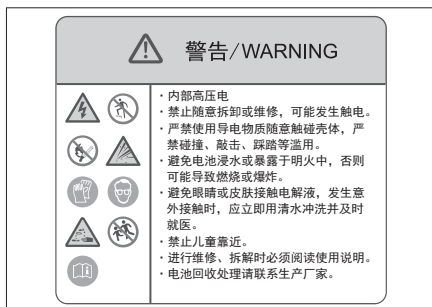 警告/WARNING
·内部高压电
·禁止随意拆卸或维修，可能发生触电。
·严禁使用导电物质随意触碰壳体，严
禁碰撞、敲击、踩踏等滥用。
·避免电池浸水或暴露于明火中，否则
可能导致燃烧或爆炸。
·避免眼睛或皮肤接触电解液，发生意
外接触时，应立即用清水冲洗并及时
就医。
·禁止儿童靠近。
·进行维修、拆解时必须阅读使用说明。
·电池回收处理请联系生产厂家。